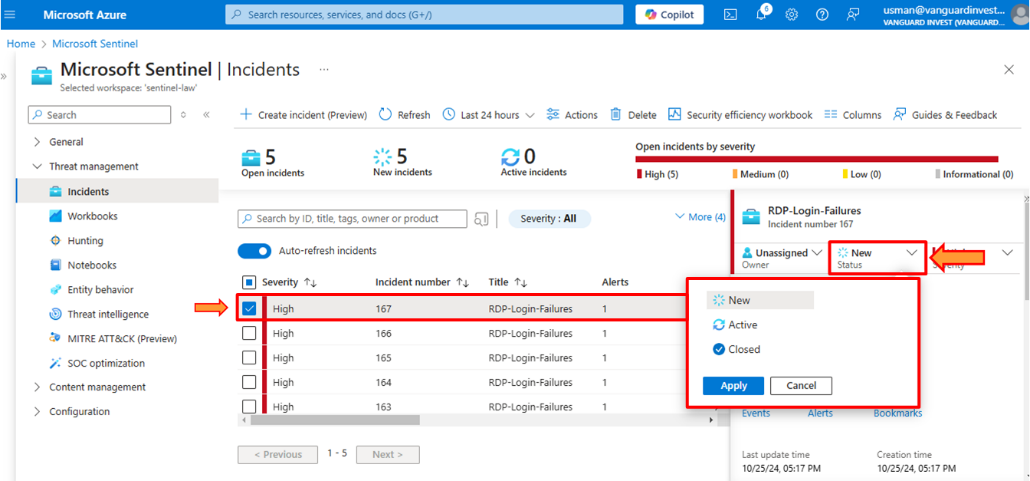 Microsoft Azure
Search resources, services, and docs (G+/)
Copilot
6
usman@vanguardinvest...
VANGUARD INVEST (VANGUARD...
Home > Microsoft Sentinel
Microsoft Sentinel | Incidents ...
Selected workspace: 'sentinel-law'
Search
General
Threat management
Incidents
Workbooks
Hunting
Notebooks
Entity behavior
Threat intelligence
MITRE ATT&CK (Preview)
SOC optimization
Content management
Configuration
Create incident (Preview) Refresh Last 24 hours Actions Delete Security efficiency workbook Columns Guides & Feedback
5
Open incidents
5
New incidents
0
Active incidents
Open incidents by severity
High (5) Medium (0) Low (0) Informational (0)
Search by ID, title, tags, owner or product
Severity : All
More (4)
Auto-refresh incidents
Severity Incident number Title Alerts
High 167 RDP-Login-Failures 1
High 166 RDP-Login-Failures 1
High 165 RDP-Login-Failures 1
High 164 RDP-Login-Failures 1
High 163 RDP-Login-Failures 1
< Previous 1 - 5 Next >
RDP-Login-Failures
Incident number 167
Unassigned
Owner
New
Status
New
Active
Closed
Apply Cancel
Events Alerts Bookmarks
Last update time Creation time
10/25/24, 05:17 PM 10/25/24, 05:17 PM